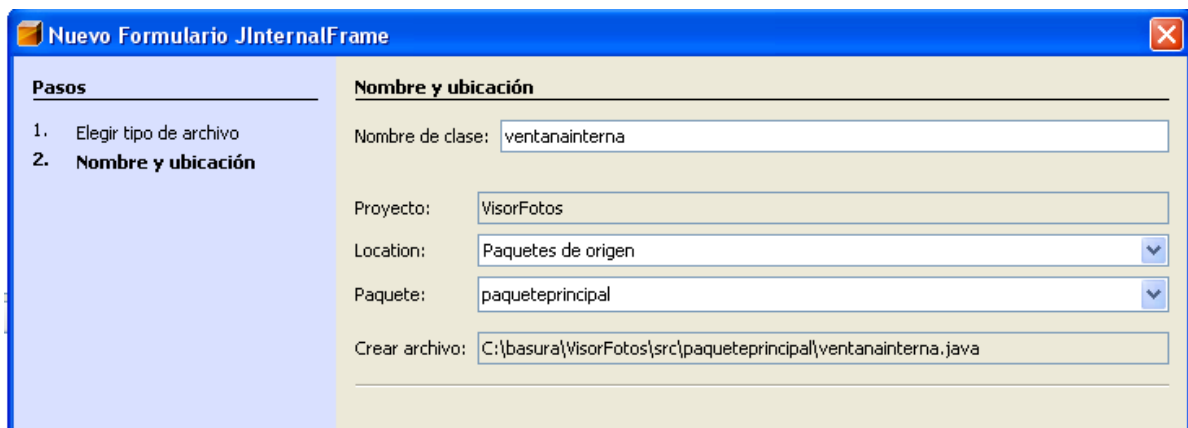 Nuevo Formulario JInternalFrame
Pasos
1. Elegir tipo de archivo
2. Nombre y ubicación
Nombre y ubicación
Nombre de clase: ventanainterna
Proyecto: VisorFotos
Location: Paquetes de origen
Paquete: paqueteprincipal
Crear archivo: C:\basura\VisorFotos\src\paqueteprincipal\ventanainterna.java